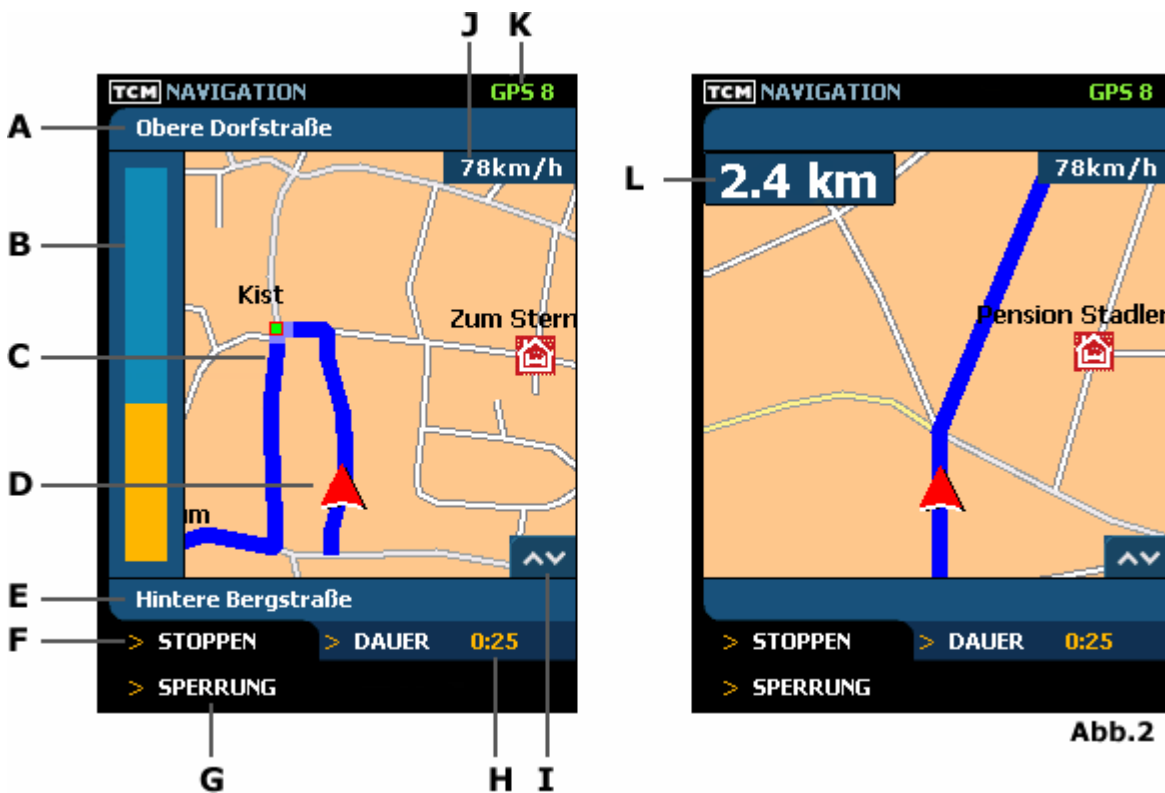 J K
TCM NAVIGATION GPS 8
A Obere Dorfstraße
78km/h
B
Kist
Zum Stern
C
D
um
E Hintere Bergstraße
F > STOPPEN > DAUER 0:25
> SPERRUNG
G H I
TCM NAVIGATION GPS 8
L 2.4 km 78km/h
Pension Stadler
> STOPPEN > DAUER 0:25
> SPERRUNG
Abb.2